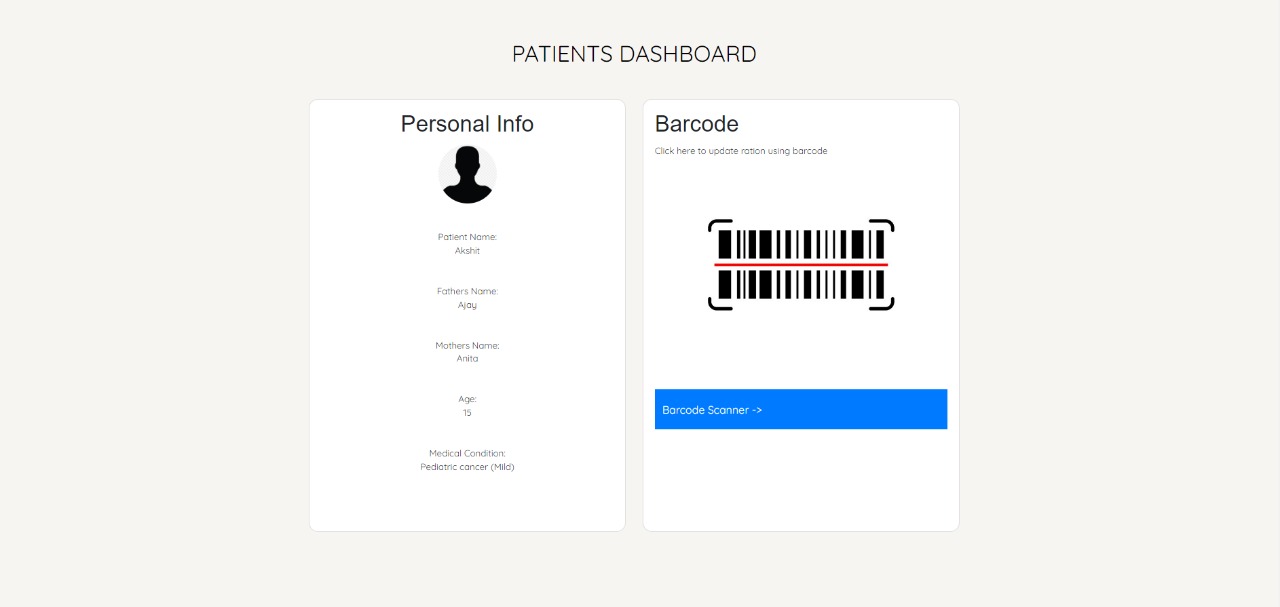 PATIENTS DASHBOARD
Personal Info
Patient Name:
Akshit
Fathers Name:
Ajay
Mothers Name:
Anita
Age:
15
Medical Condition:
Pediatric cancer (Mild)
Barcode
Click here to update ration using barcode
Barcode Scanner ->